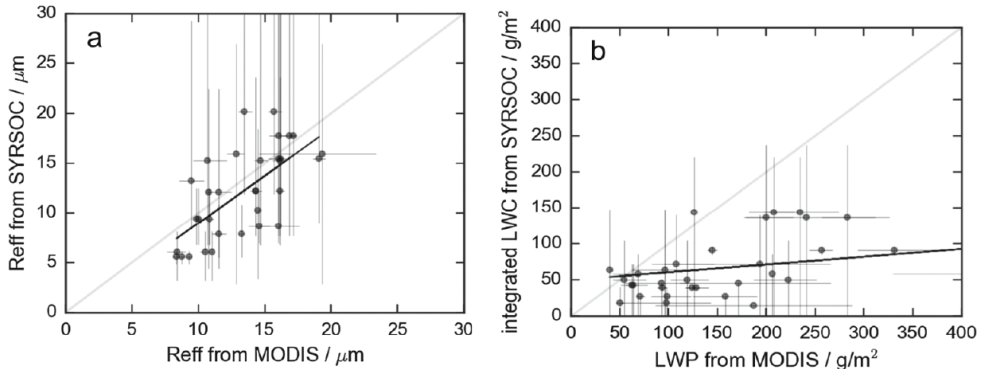 a
Reff from SYRSOC / μm
30
25
20
15
10
5
0
0 5 10 15 20 25 30
Reff from MODIS / μm
b
integrated LWC from SYRSOC / g/m²
400
350
300
250
200
150
100
50
0
0 50 100 150 200 250 300 350 400
LWP from MODIS / g/m²